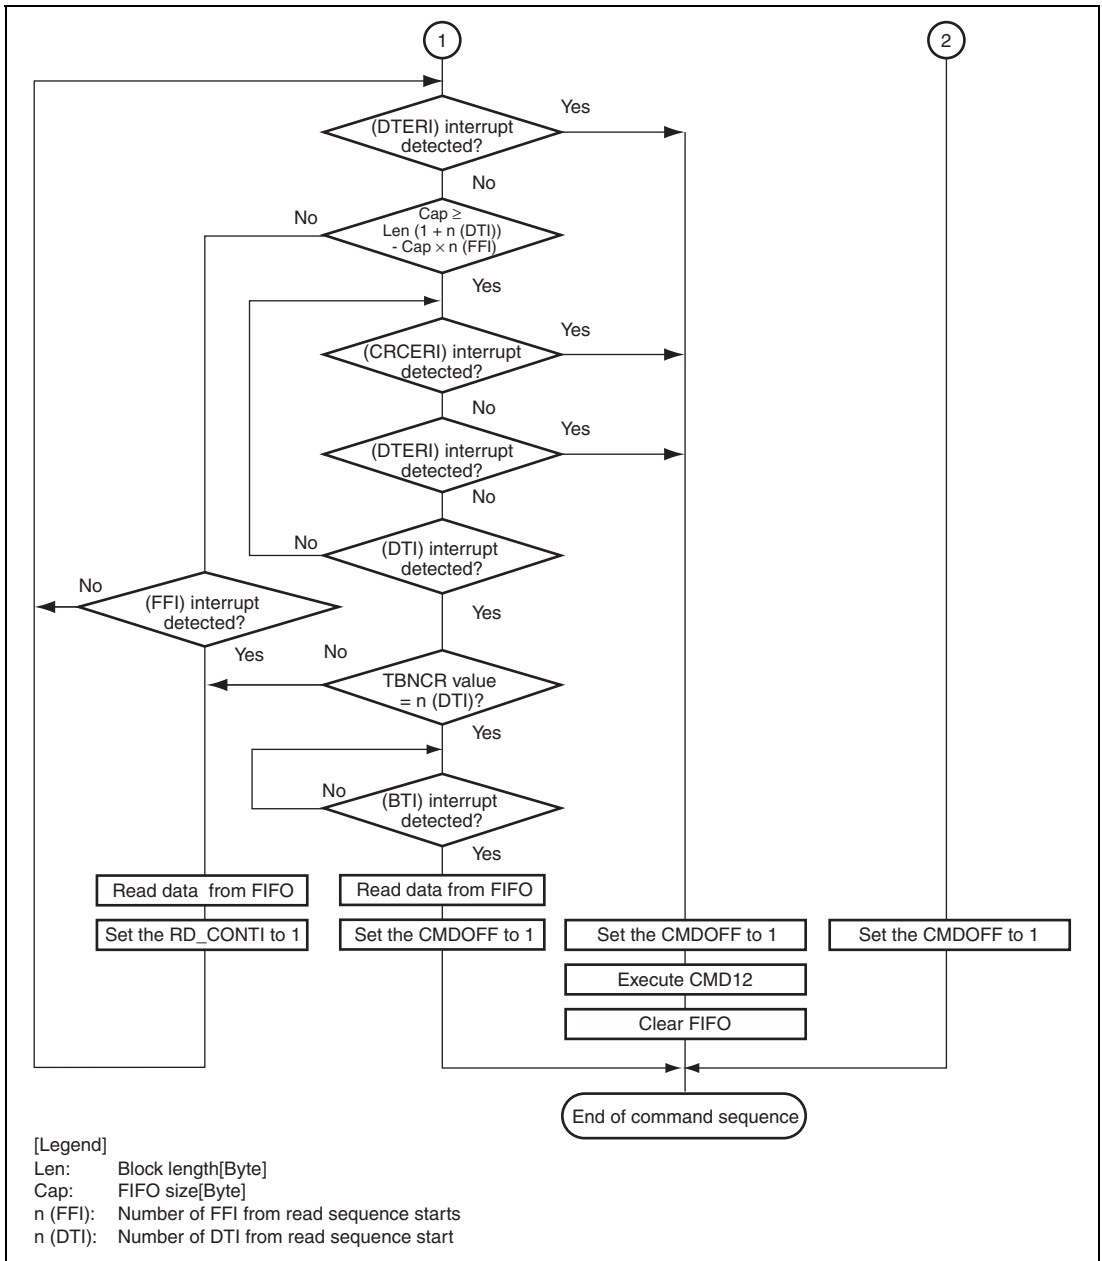 1
2
Yes
(DTERI) interrupt
detected?
No
No
Cap ≥
Len (1 + n (DTI))
- Cap × n (FFI)
Yes
Yes
(CRCERI) interrupt
detected?
No
Yes
(DTERI) interrupt
detected?
No
No
(DTI) interrupt
detected?
No
(FFI) interrupt
detected?
Yes
Yes
No
TBNCR value
= n (DTI)?
Yes
No
(BTI) interrupt
detected?
Yes
Read data from FIFO
Read data from FIFO
Set the RD_CONTI to 1
Set the CMDOFF to 1
Set the CMDOFF to 1
Set the CMDOFF to 1
Execute CMD12
Clear FIFO
End of command sequence
[Legend]
Len: Block length[Byte]
Cap: FIFO size[Byte]
n (FFI): Number of FFI from read sequence starts
n (DTI): Number of DTI from read sequence start